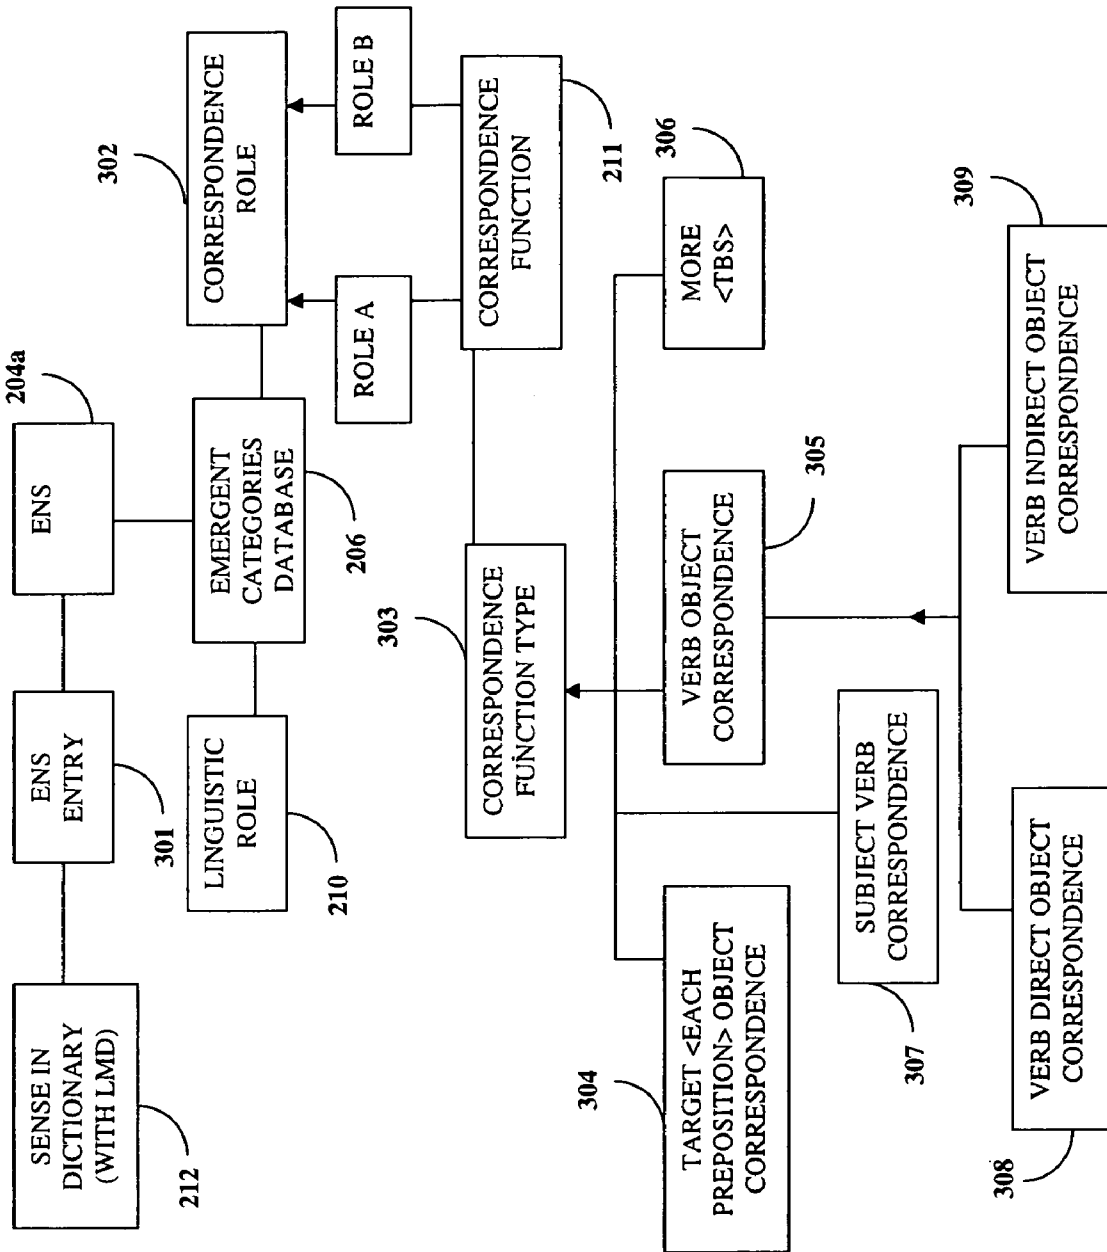 SENSE IN
DICTIONARY
(WITH LMD)
212
ENS
ENTRY
301
ENS
204a
LINGUISTIC
ROLE
210
EMERGENT
CATEGORIES
DATABASE
206
CORRESPONDENCE
ROLE
302
ROLE A
ROLE B
303
CORRESPONDENCE
FUNCTION TYPE
CORRESPONDENCE
FUNCTION
211
304
TARGET <EACH
PREPOSITION> OBJECT
CORRESPONDENCE
VERB OBJECT
CORRESPONDENCE
305
MORE
<TBS>
306
SUBJECT VERB
CORRESPONDENCE
307
VERB DIRECT OBJECT
CORRESPONDENCE
308
VERB INDIRECT OBJECT
CORRESPONDENCE
309